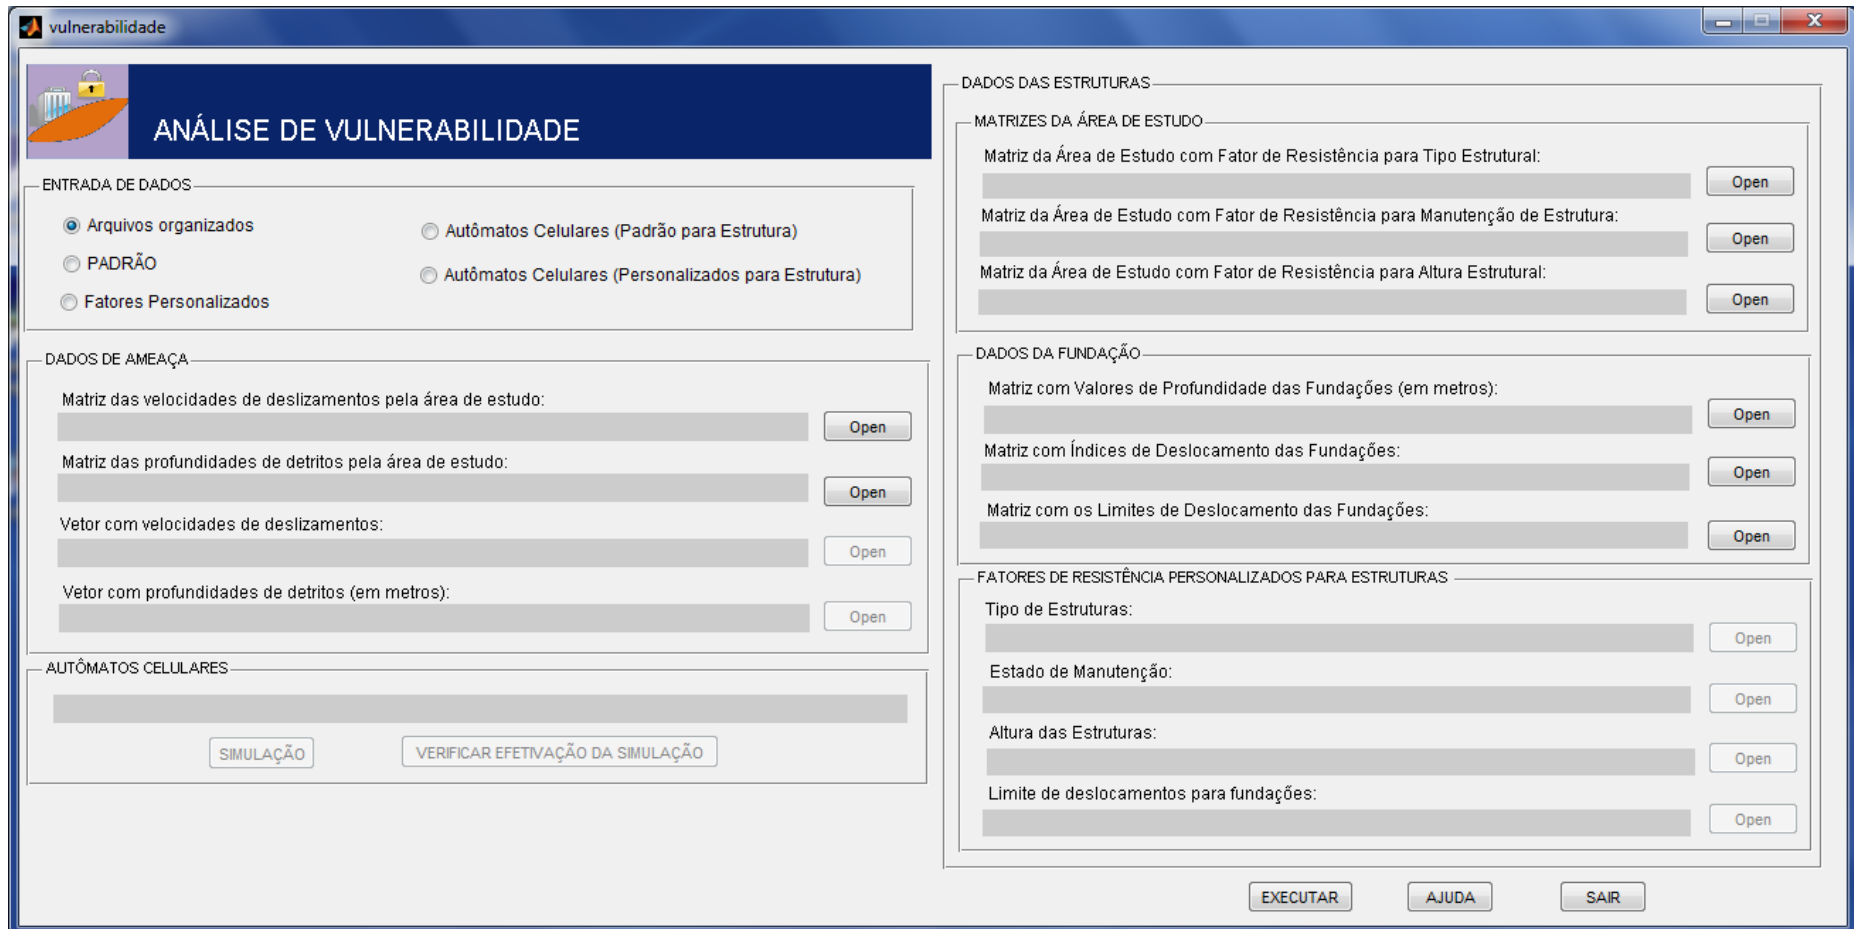 vulnerabilidade
ANÁLISE DE VULNERABILIDADE
ENTRADA DE DADOS
Arquivos organizados
PADRÃO
Fatores Personalizados
Autômatos Celulares (Padrão para Estrutura)
Autômatos Celulares (Personalizados para Estrutura)
DADOS DE AMEAÇA
Matriz das velocidades de deslizamentos pela área de estudo:
Open
Matriz das profundidades de detritos pela área de estudo:
Open
Vetor com velocidades de deslizamentos:
Open
Vetor com profundidades de detritos (em metros):
Open
AUTÔMATOS CELULARES
SIMULAÇÃO
VERIFICAR EFETIVAÇÃO DA SIMULAÇÃO
DADOS DAS ESTRUTURAS
MATRIZES DA ÁREA DE ESTUDO
Matriz da Área de Estudo com Fator de Resistência para Tipo Estrutural:
Open
Matriz da Área de Estudo com Fator de Resistência para Manutenção de Estrutura:
Open
Matriz da Área de Estudo com Fator de Resistência para Altura Estrutural:
Open
DADOS DA FUNDAÇÃO
Matriz com Valores de Profundidade das Fundações (em metros):
Open
Matriz com Índices de Deslocamento das Fundações:
Open
Matriz com os Limites de Deslocamento das Fundações:
Open
FATORES DE RESISTÊNCIA PERSONALIZADOS PARA ESTRUTURAS
Tipo de Estruturas:
Open
Estado de Manutenção:
Open
Altura das Estruturas:
Open
Limite de deslocamentos para fundações:
Open
EXECUTAR
AJUDA
SAIR